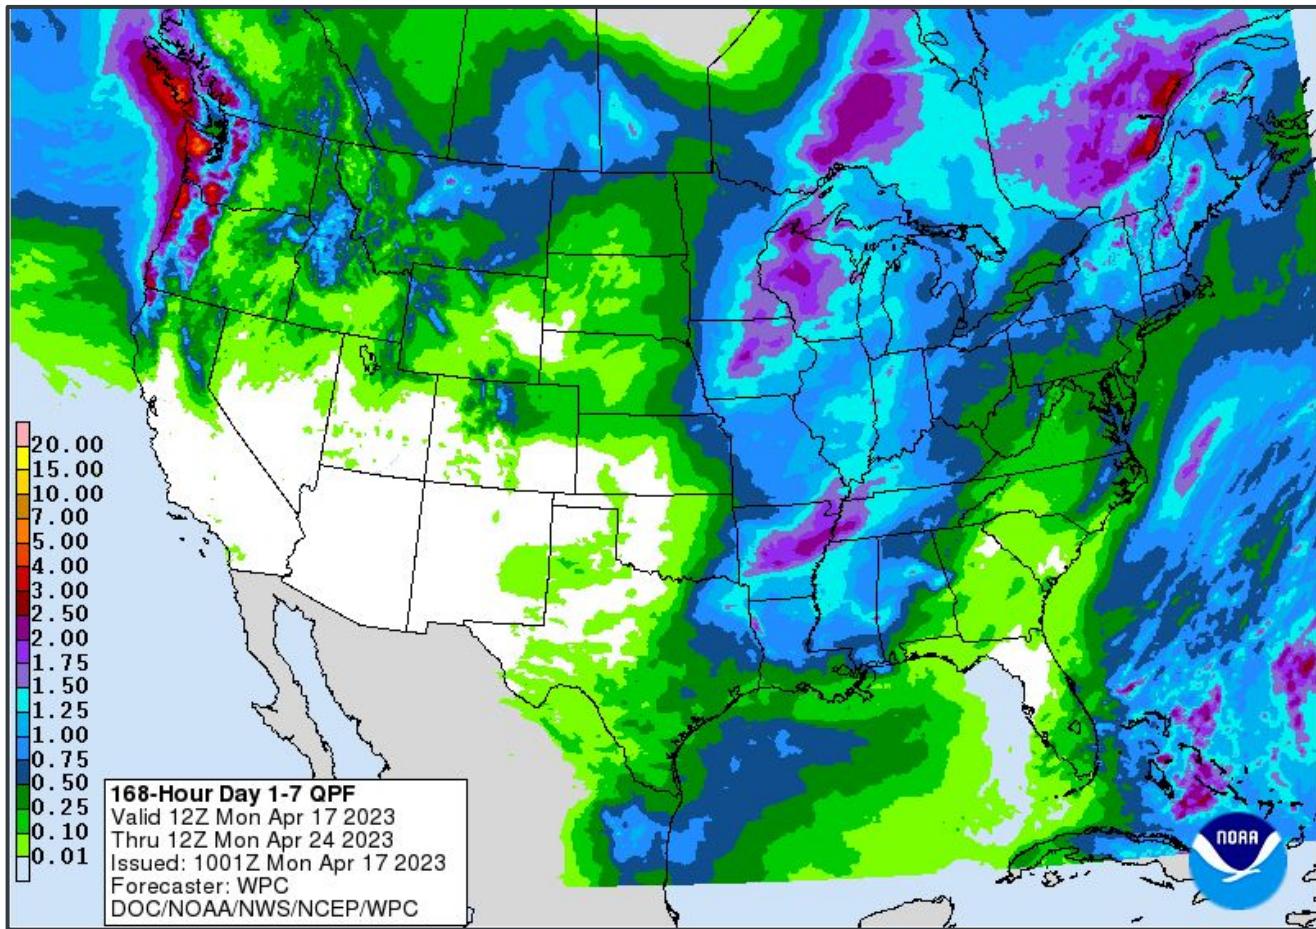 20.00
15.00
10.00
7.00
5.00
4.00
3.00
2.50
2.00
1.75
1.50
1.25
1.00
0.75
0.50
0.25
0.10
0.01
168-Hour Day 1-7 QPF
Valid 12Z Mon Apr 17 2023
Thru 12Z Mon Apr 24 2023
Issued: 1001Z Mon Apr 17 2023
Forecaster: WPC
DOC/NOAA/NWS/NCEP/WPC
NOAA